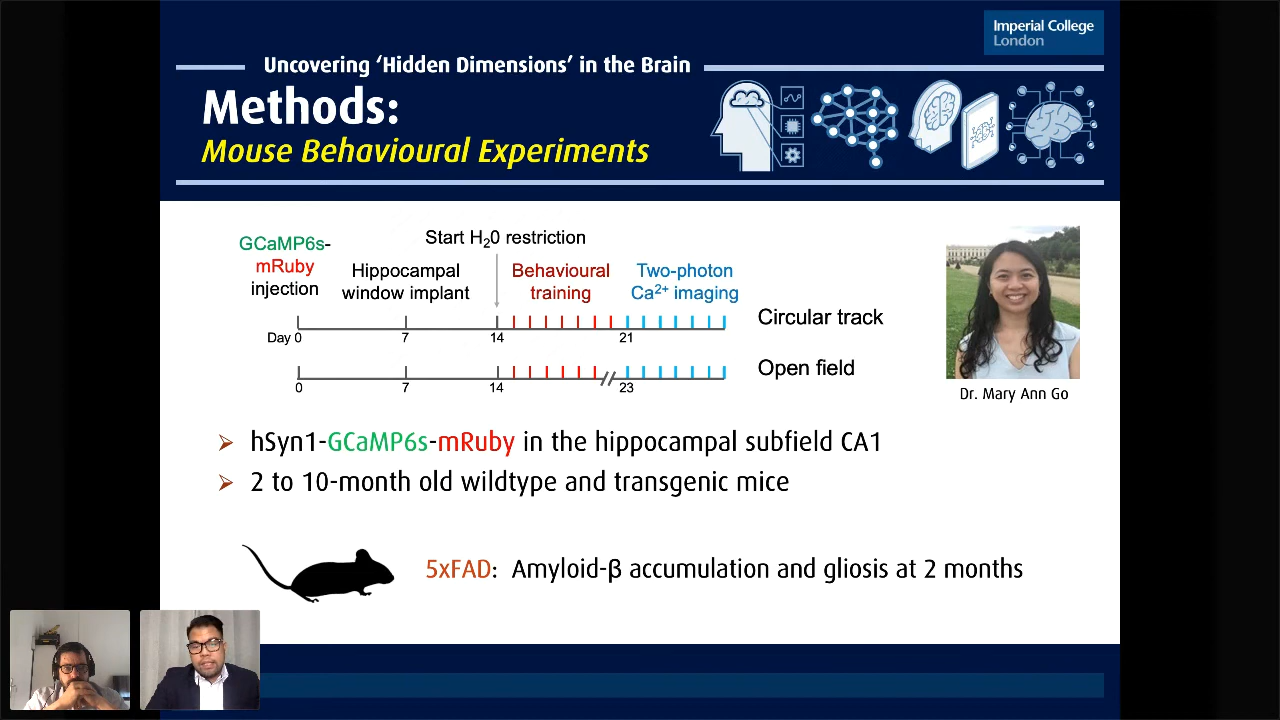 Imperial College
London
Uncovering ‘Hidden Dimensions’ in the Brain
Methods:
Mouse Behavioural Experiments
GCaMP6s-
mRuby
injection
Hippocampal
window implant
Start H₂0 restriction
Behavioural
training
Two-photon
Ca²⁺ imaging
Circular track
Day 0
7
14
21
Open field
0
7
14
23
Dr. Mary Ann Go
➢ hSyn1-GCaMP6s-mRuby in the hippocampal subfield CA1
➢ 2 to 10-month old wildtype and transgenic mice
5xFAD: Amyloid-β accumulation and gliosis at 2 months